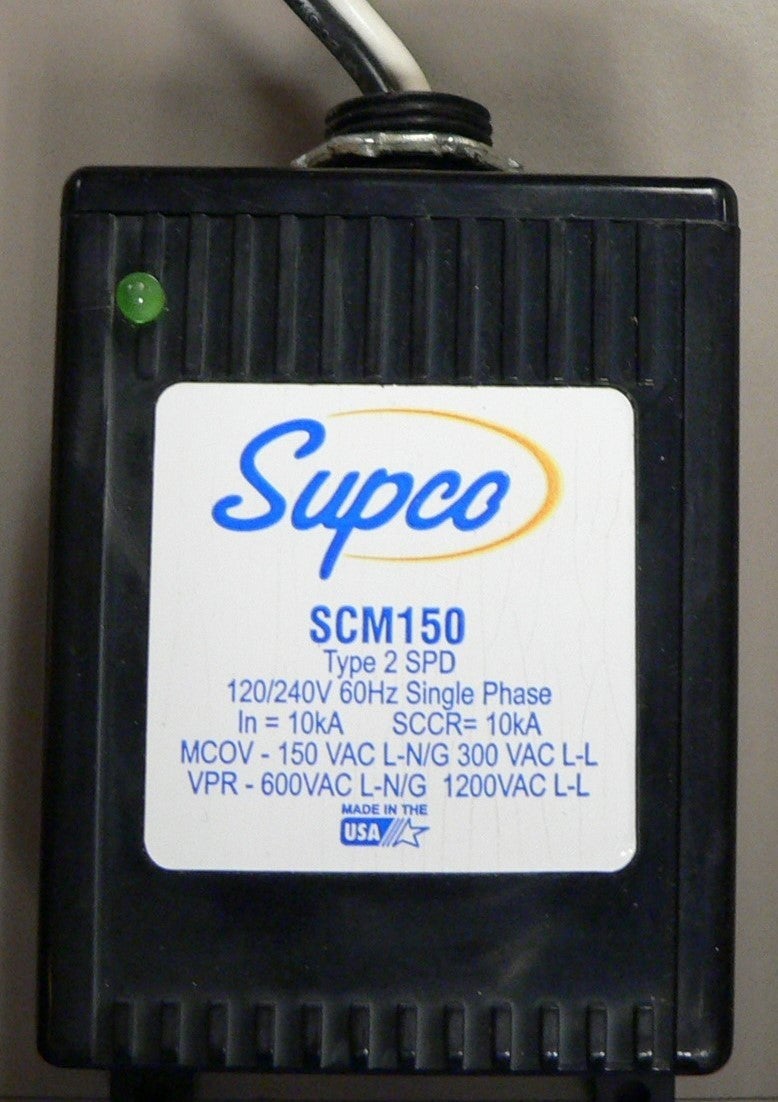 Supco
SCM150
Type 2 SPD
120/240V 60Hz Single Phase
In = 10kA SCCR= 10kA
MCOV - 150 VAC L-N/G 300 VAC L-L
VPR - 600VAC L-N/G 1200VAC L-L
MADE IN THE
USA